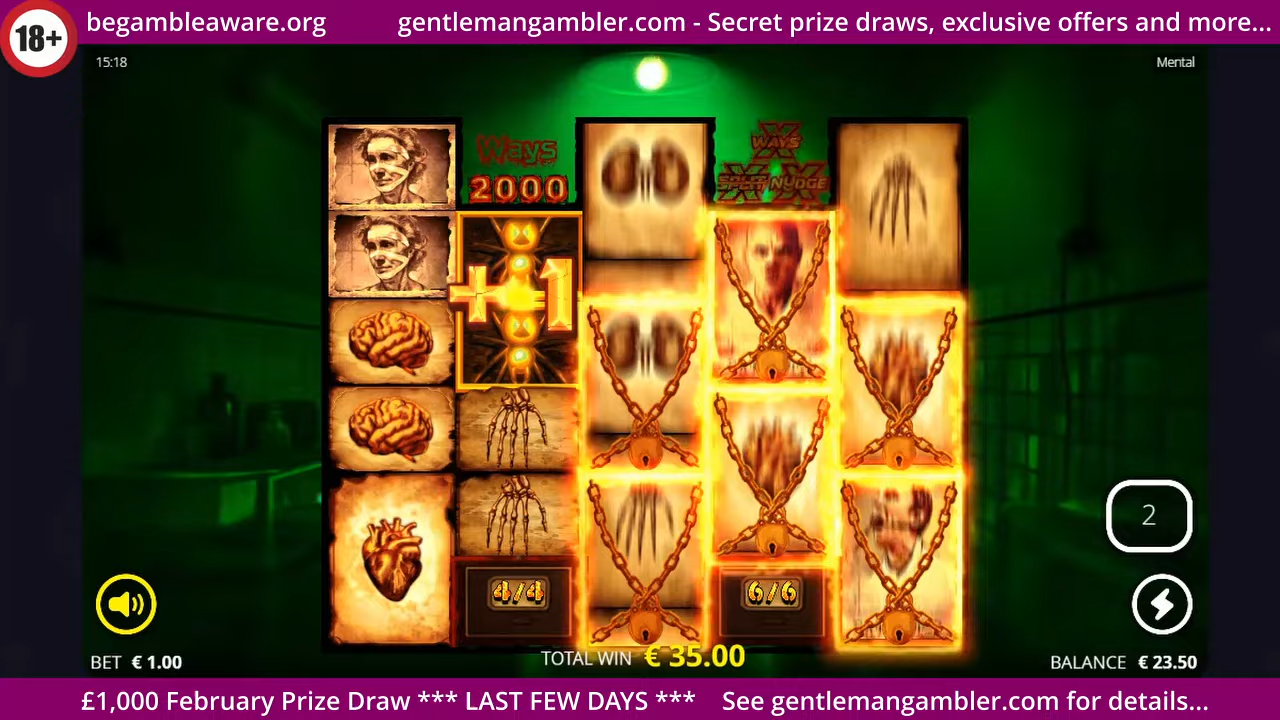 18+
begambleaware.org
gentlemangambler.com - Secret prize draws, exclusive offers and more...
15:18
Mental
Ways
2000
X
WAYS
SPLIT NUDGE
XX
+1
4/4
6/6
2
BET € 1.00
TOTAL WIN € 35.00
BALANCE € 23.50
£1,000 February Prize Draw *** LAST FEW DAYS ***
See gentlemangambler.com for details...